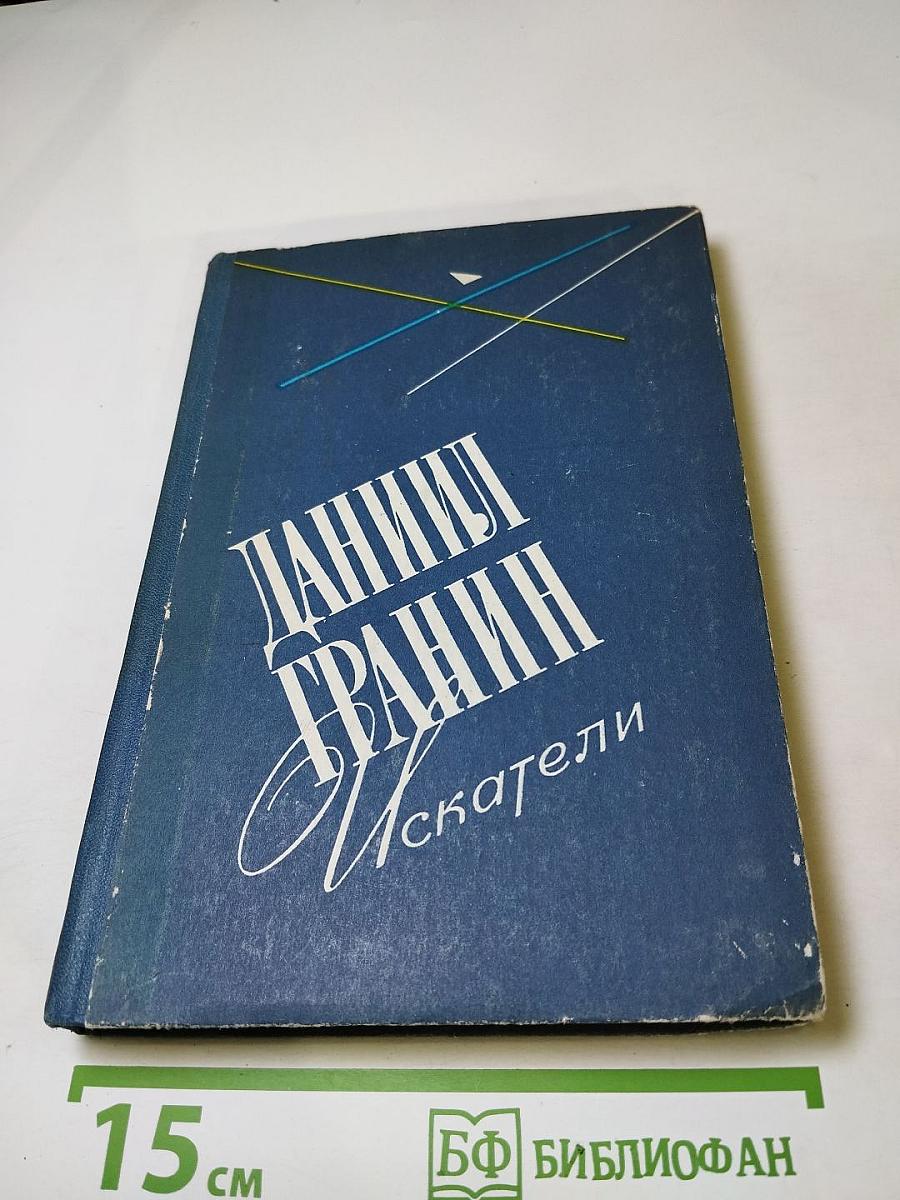 ДАНИИЛ
ГРАНИН
Искатели
15 см
БФ БИБЛИОФАН